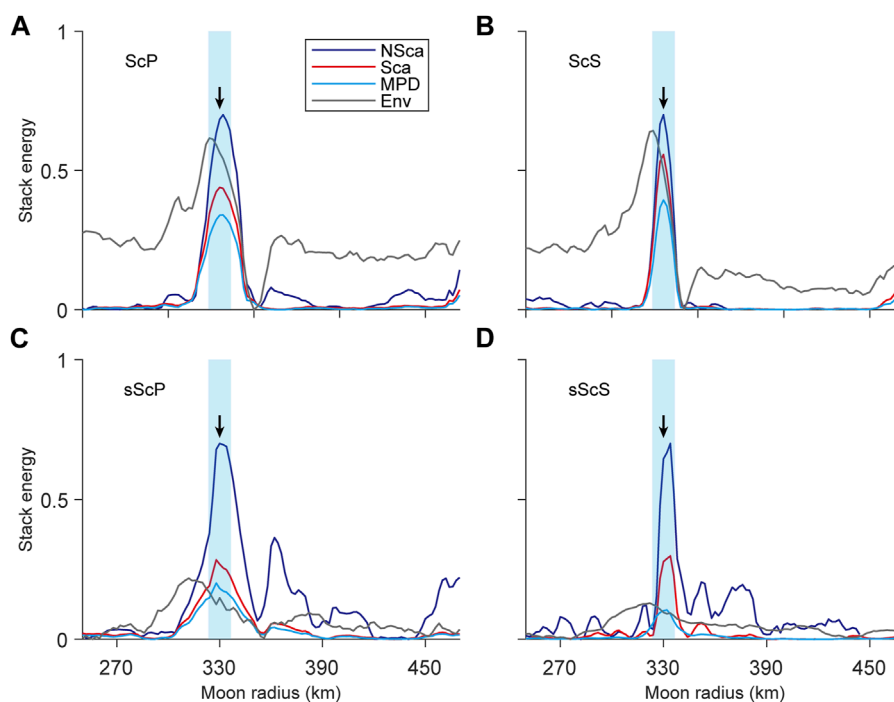 A
1
ScP
NSca
Sca
MPD
Env
0.5
Stack energy
0
B
ScS
C
1
sScP
0.5
Stack energy
0
270
330
390
450
Moon radius (km)
D
sScS
270
330
390
450
Moon radius (km)